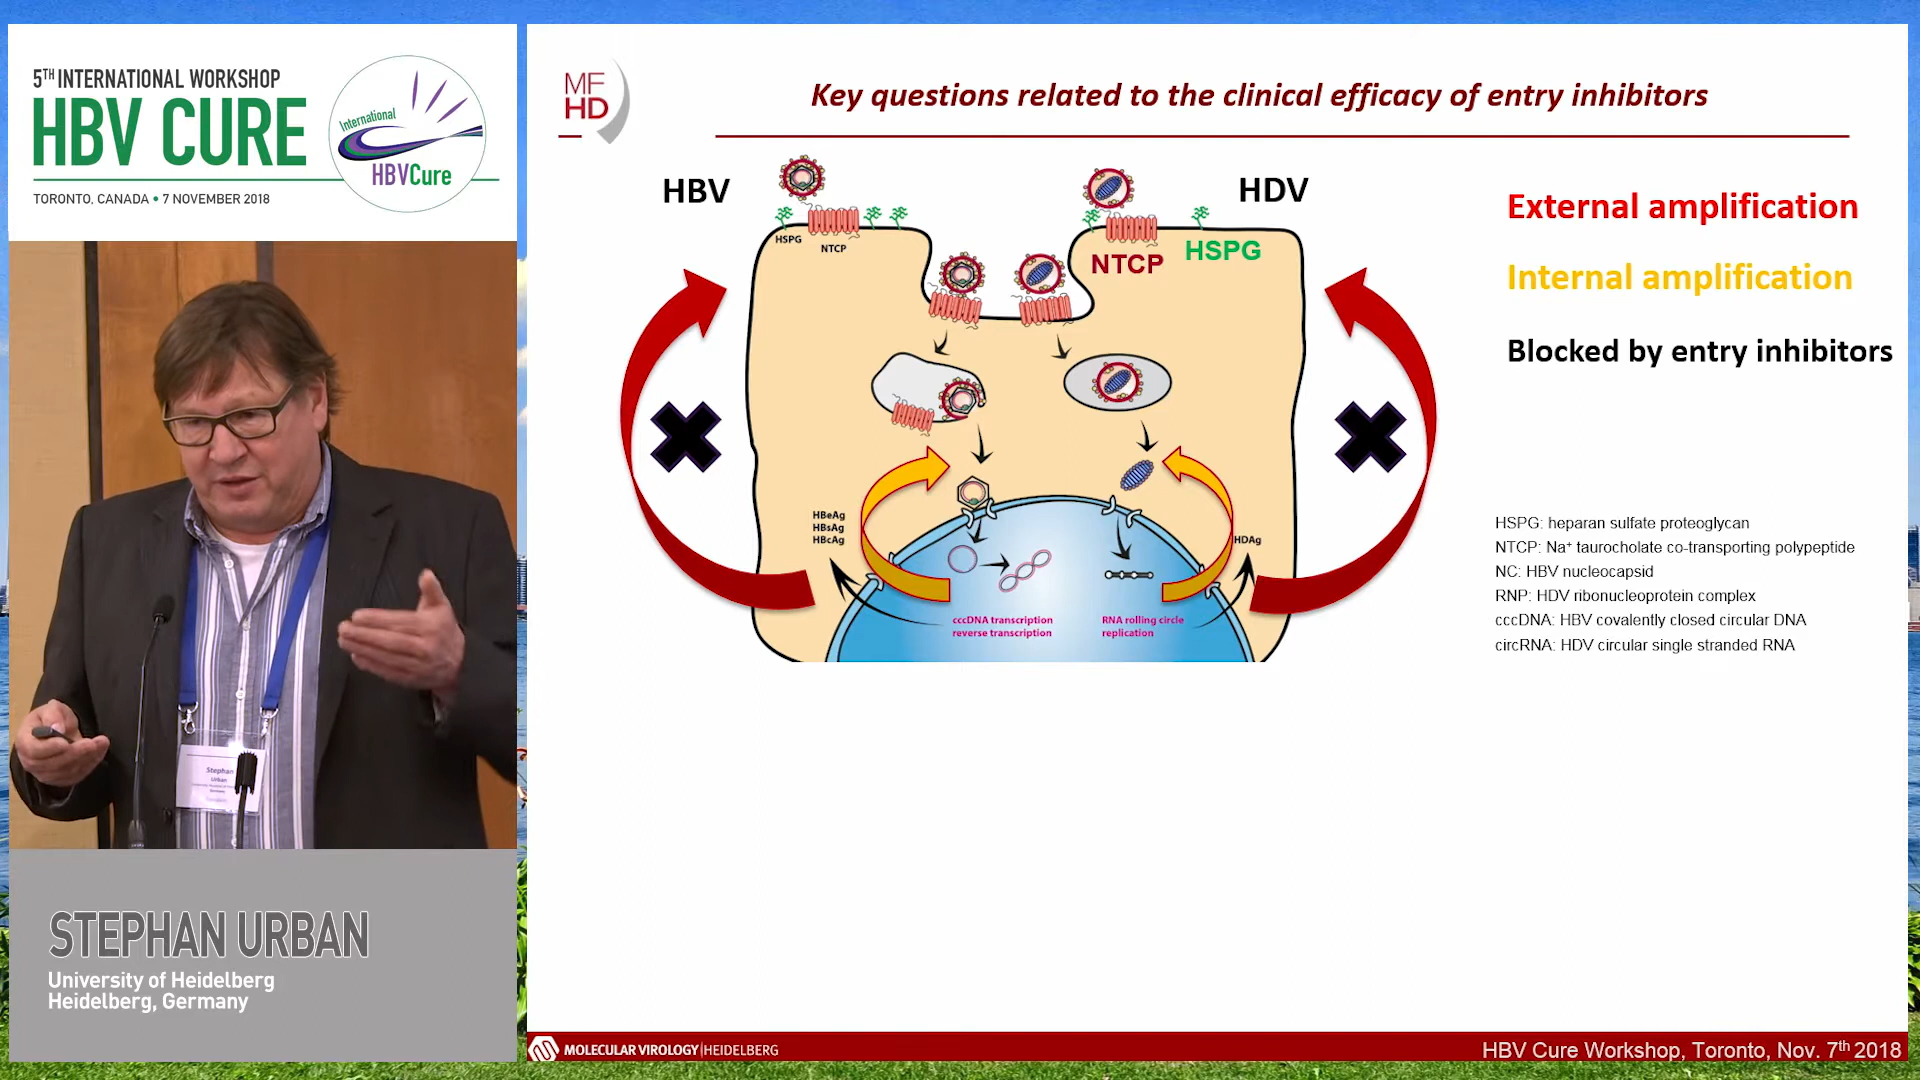 5TH INTERNATIONAL WORKSHOP
HBV CURE
TORONTO, CANADA • 7 NOVEMBER 2018
International
HBVCure
Stephan
Urban
STEPHAN URBAN
University of Heidelberg
Heidelberg, Germany
MF
HD
Key questions related to the clinical efficacy of entry inhibitors
HBV
HDV
HSPG
NTCP
NTCP
HSPG
HBeAg
HBsAg
HBcAg
HDAg
cccDNA transcription
reverse transcription
RNA rolling circle
replication
External amplification
Internal amplification
Blocked by entry inhibitors
HSPG: heparan sulfate proteoglycan
NTCP: Na⁺ taurocholate co-transporting polypeptide
NC: HBV nucleocapsid
RNP: HDV ribonucleoprotein complex
cccDNA: HBV covalently closed circular DNA
circRNA: HDV circular single stranded RNA
MOLECULAR VIROLOGY|HEIDELBERG
HBV Cure Workshop, Toronto, Nov. 7th 2018